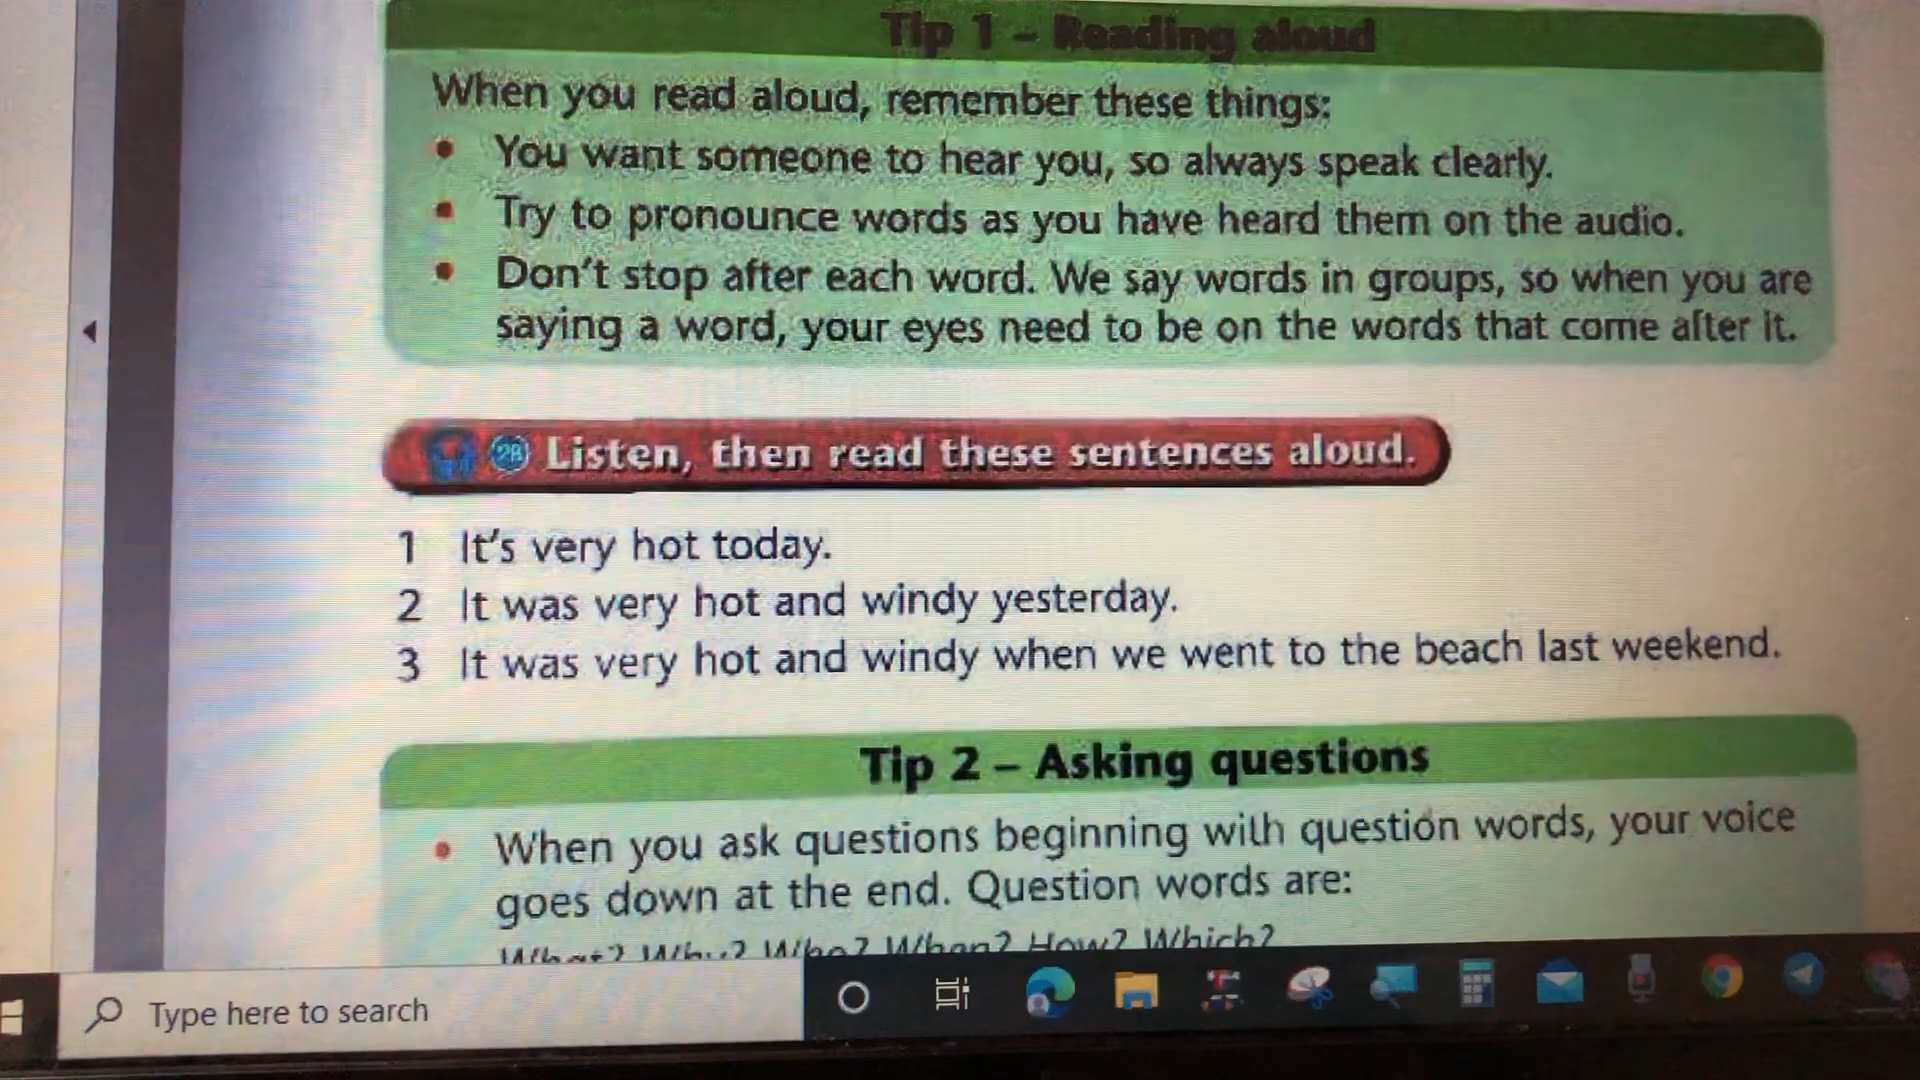 Tip 1 – Reading aloud
When you read aloud, remember these things:
• You want someone to hear you, so always speak clearly.
• Try to pronounce words as you have heard them on the audio.
• Don't stop after each word. We say words in groups, so when you are
saying a word, your eyes need to be on the words that come after it.
28 Listen, then read these sentences aloud.
1 It's very hot today.
2 It was very hot and windy yesterday.
3 It was very hot and windy when we went to the beach last weekend.
Tip 2 – Asking questions
• When you ask questions beginning with question words, your voice
goes down at the end. Question words are:
What? Why? Who? When? How? Which?
Type here to search